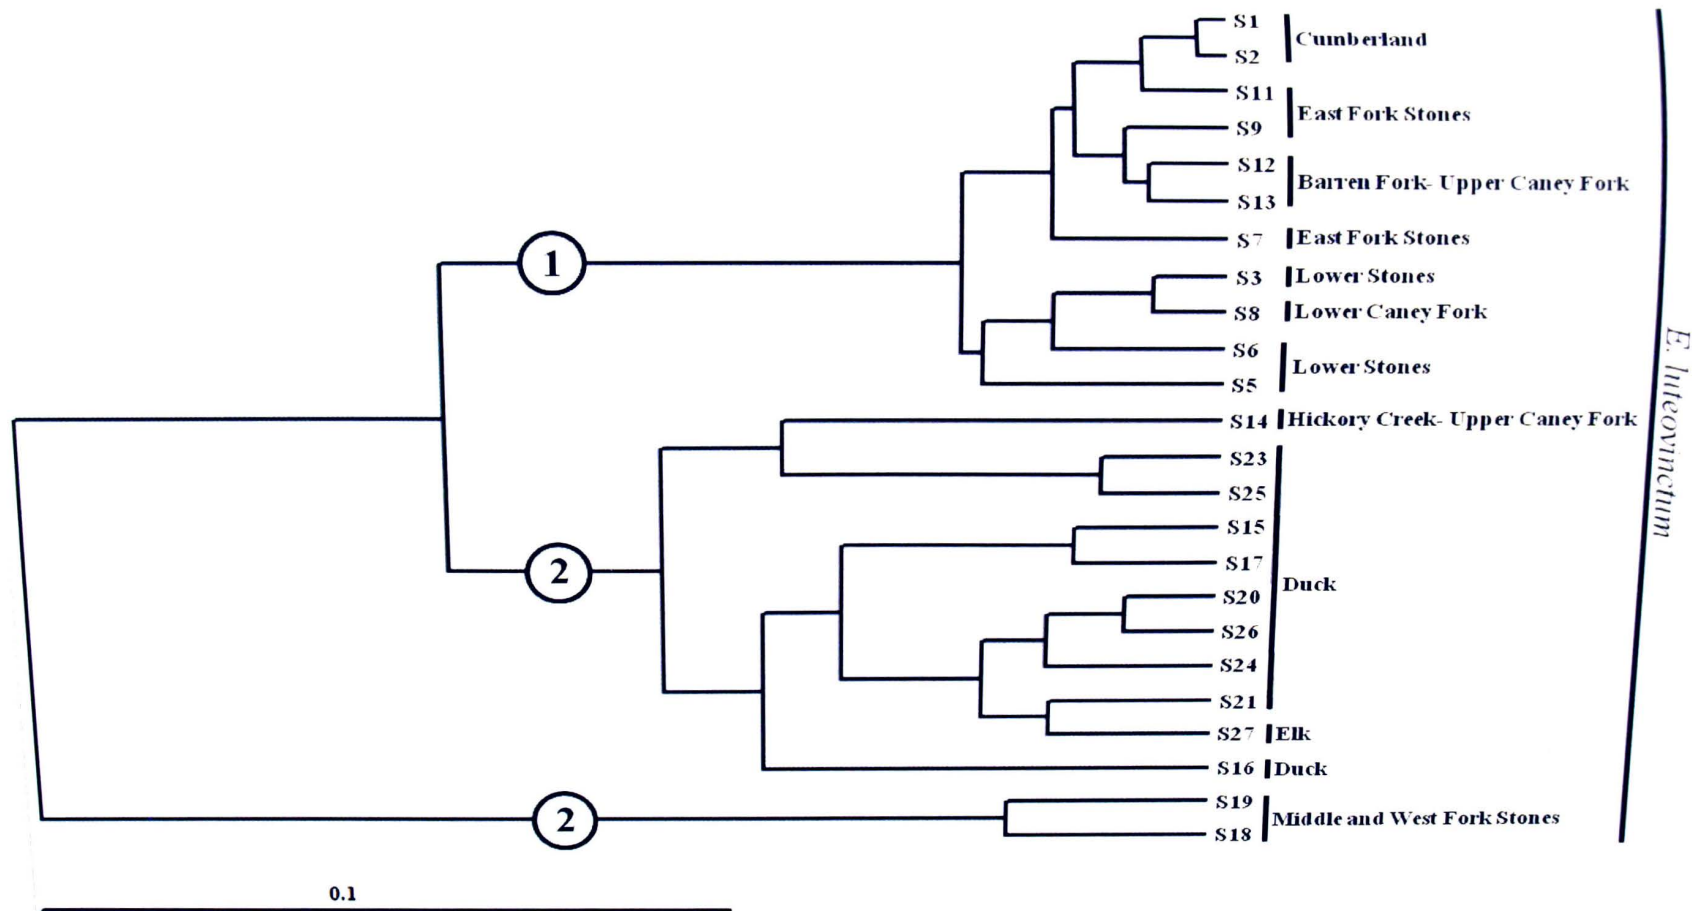 S1
Cumberland
S2
S11
East Fork Stones
S9
S12
Barren Fork- Upper Caney Fork
S13
S7 East Fork Stones
1
S3 Lower Stones
S8 Lower Caney Fork
S6
Lower Stones
S5
S14 Hickory Creek- Upper Caney Fork
E. luteovinctum
S23
S25
S15
S17
2
Duck
S20
S26
S24
S21
S27 Elk
S16 Duck
S19
2
Middle and West Fork Stones
S18
0.1